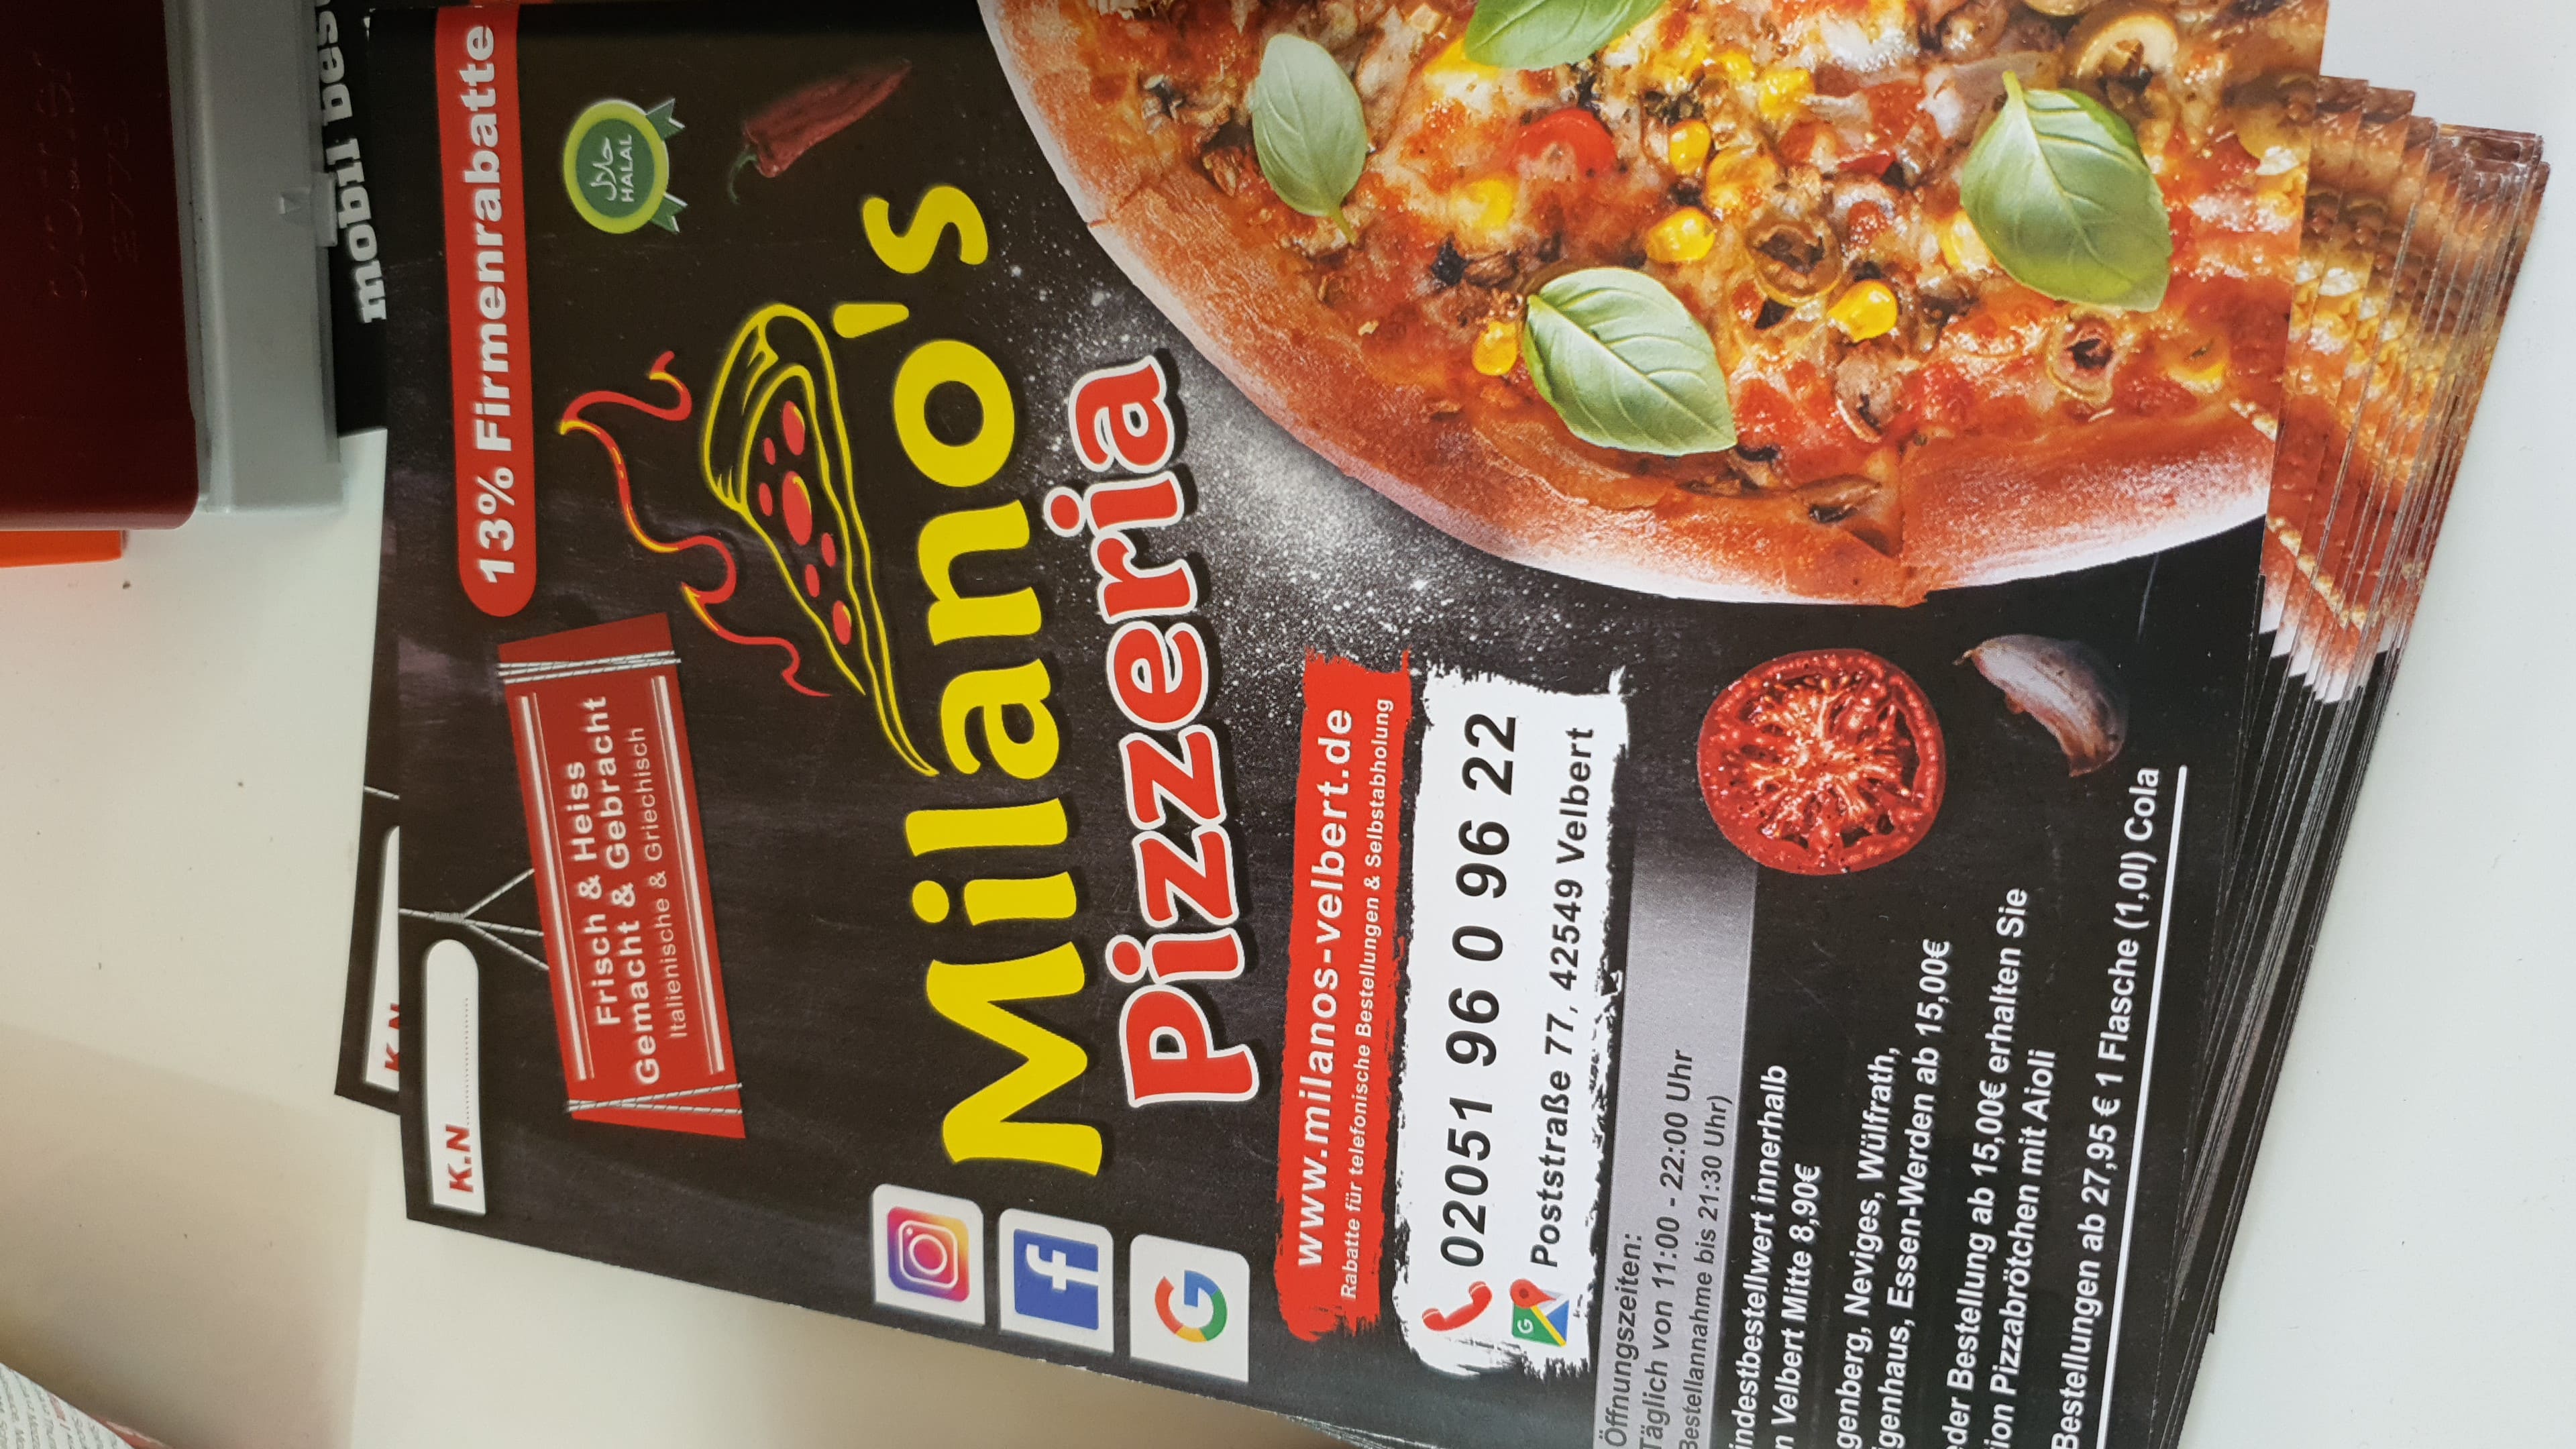 mobil
13% Firmenrabatte
حلال
HALAL
K.N
K.N
Frisch & Heiss
Gemacht & Gebracht
Italienische & Griechisch
Milano's
Pizzeria
www.milanos-velbert.de
Rabatte für telefonische Bestellungen & Selbstabholung
02051 96 0 96 22
G
Poststraße 77, 42549 Velbert
Öffnungszeiten:
Täglich von 11:00 - 22:00 Uhr
Bestellannahme bis 21:30 Uhr)
indestbestellwert innerhalb
n Velbert Mitte 8,90€
genberg, Neviges, Wülfrath,
igenhaus, Essen-Werden ab 15,00€
eder Bestellung ab 15,00€ erhalten Sie
ion Pizzabrötchen mit Aioli
Bestellungen ab 27,95 € 1 Flasche (1,0l) Cola